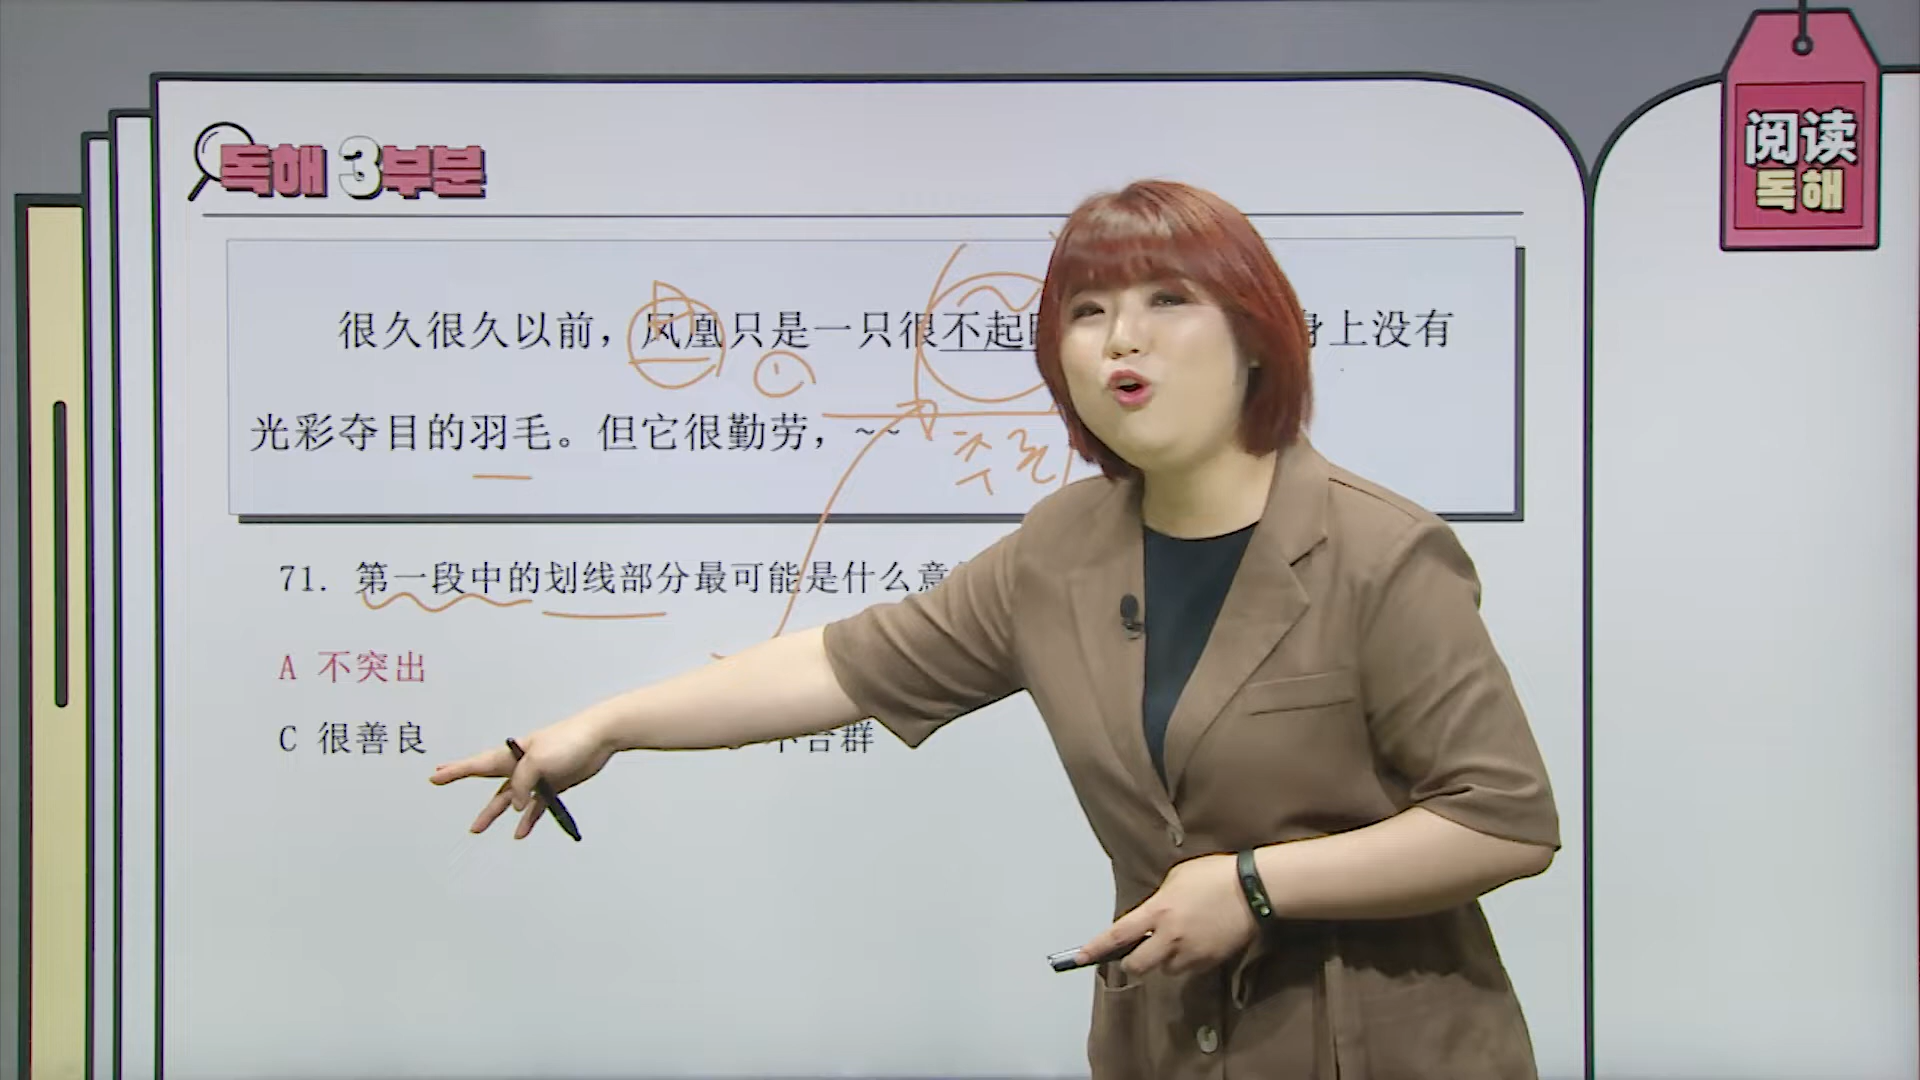 독해 3부분
阅读
독해
很久很久以前，凤凰只是一只很不起 身上没有
光彩夺目的羽毛。但它很勤劳，~~
추론
71. 第一段中的划线部分最可能是什么意
A 不突出
C 很善良 不合群